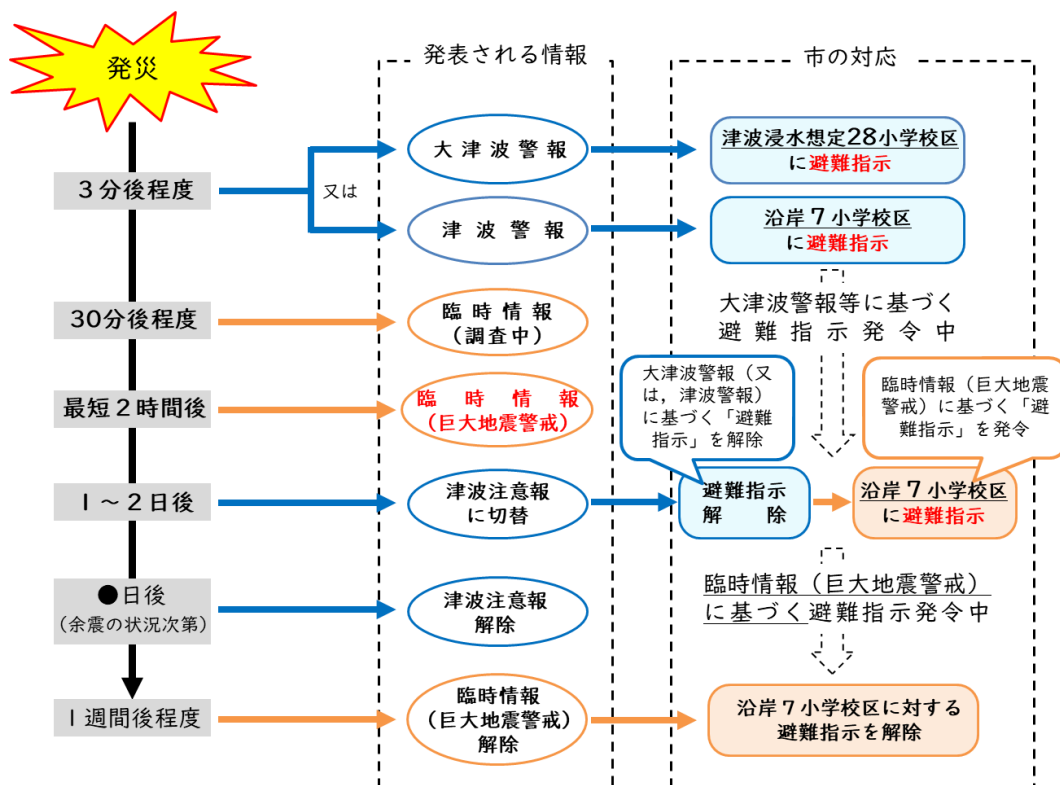 発災
発表される情報
市の対応
3分後程度
又は
大津波警報
津波浸水想定28小学校区
に避難指示
津波警報
沿岸7小学校区
に避難指示
大津波警報等に基づく
避難指示発令中
30分後程度
臨時情報
(調査中)
最短2時間後
臨時情報
(巨大地震警戒)
大津波警報(又
は,津波警報)
に基づく「避難
指示」を解除
臨時情報(巨大地震
警戒)に基づく「避
難指示」を発令
1~2日後
津波注意報
に切替
避難指示
解除
沿岸7小学校区
に避難指示
●日後
(余震の状況次第)
津波注意報
解除
臨時情報(巨大地震警戒)
に基づく避難指示発令中
1週間後程度
臨時情報
(巨大地震警戒)
解除
沿岸7小学校区に対する
避難指示を解除